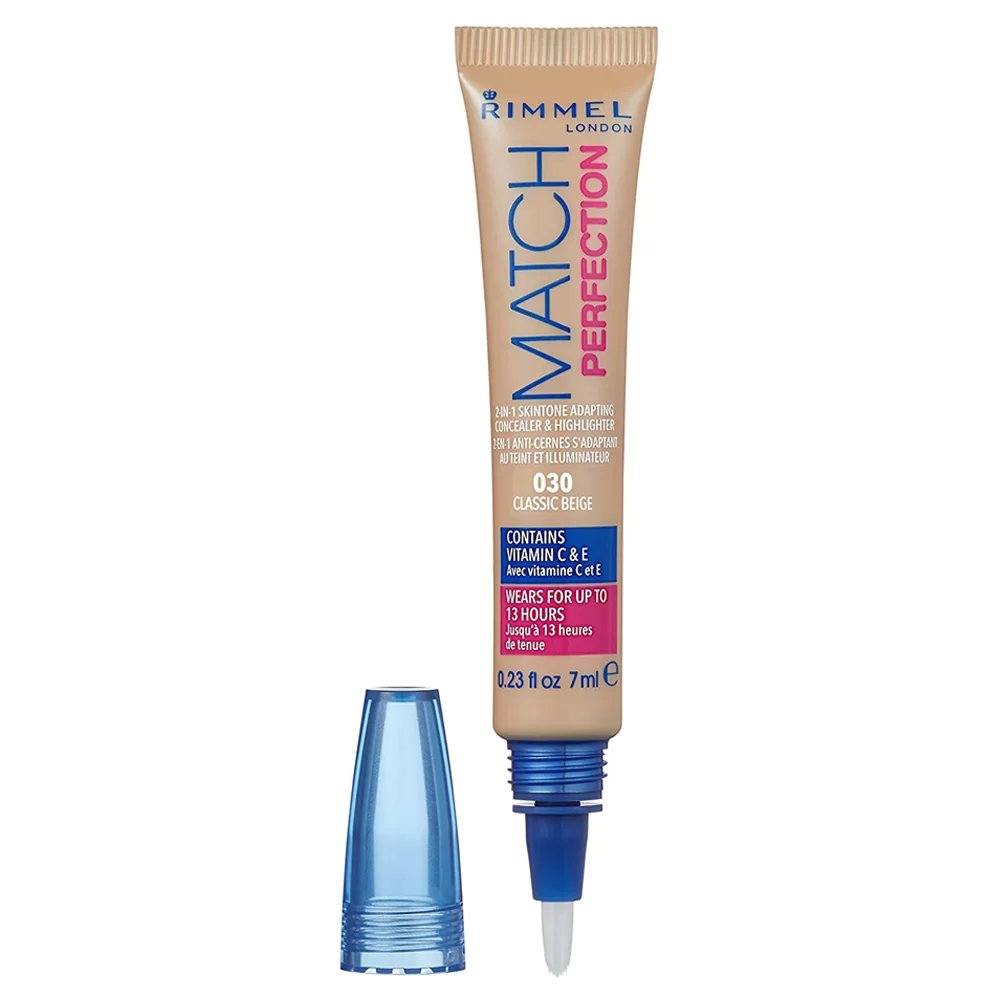 RIMMEL
LONDON
MATCH
PERFECTION
2-IN-1 SKINTONE ADAPTING
CONCEALER & HIGHLIGHTER
2-EN-1 ANTI-CERNES S'ADAPTANT
AU TEINT ET ILLUMINATEUR
030
CLASSIC BEIGE
CONTAINS
VITAMIN C & E
Avec vitamine C et E
WEARS FOR UP TO
13 HOURS
Jusqu'à 13 heures
de tenue
0.23 fl oz 7 ml ℮